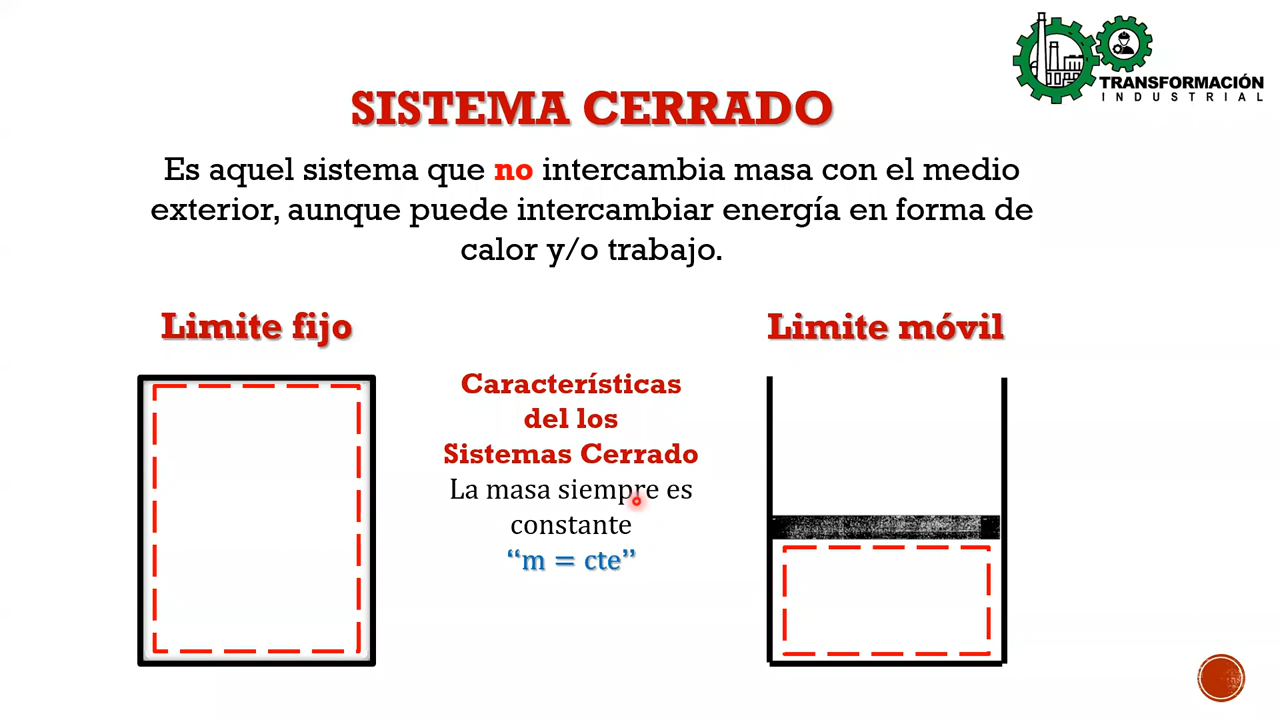 TRANSFORMACIÓN
INDUSTRIAL
SISTEMA CERRADO
Es aquel sistema que no intercambia masa con el medio
exterior, aunque puede intercambiar energía en forma de
calor y/o trabajo.
Limite fijo
Limite móvil
Características
del los
Sistemas Cerrado
La masa siempre es
constante
“m = cte”